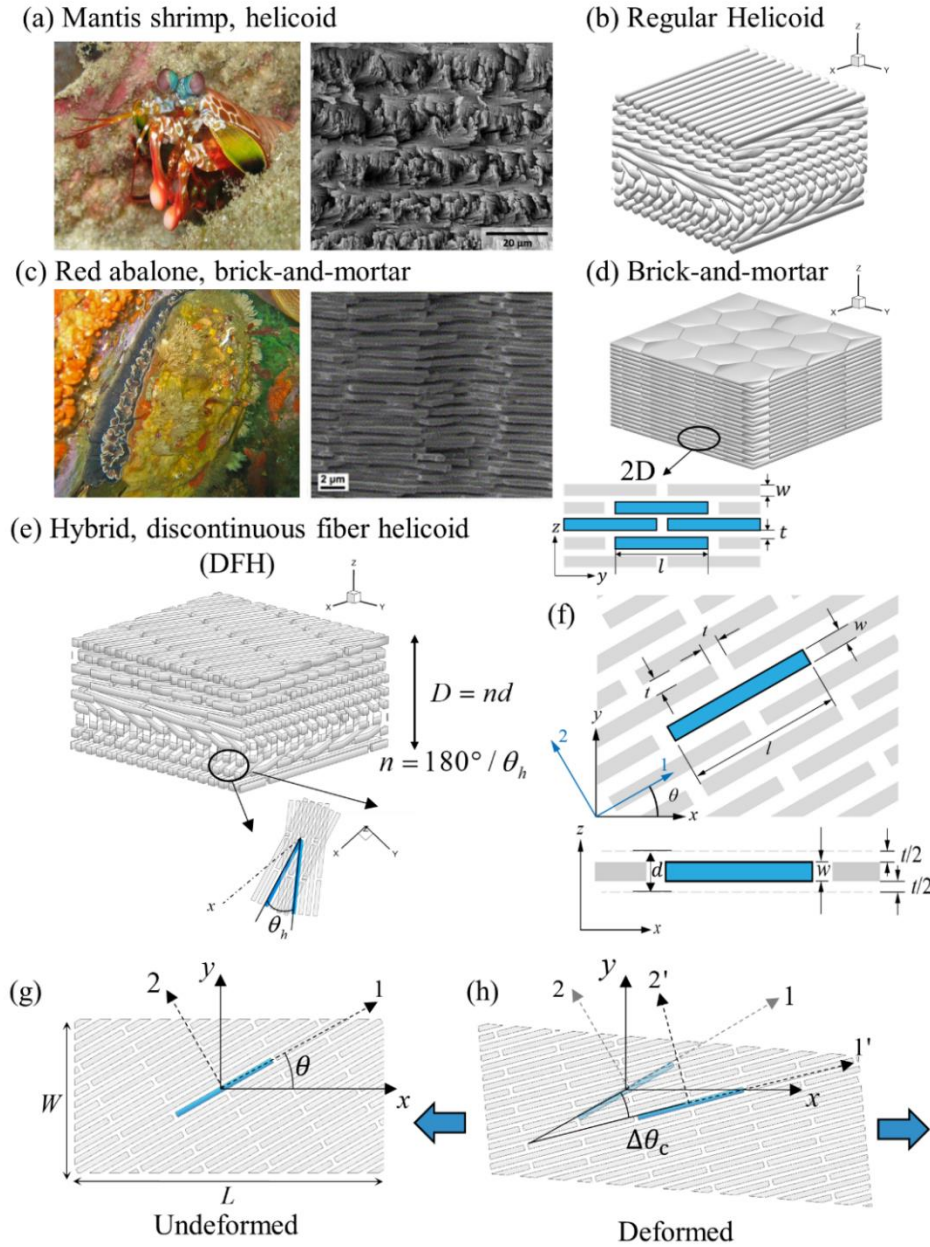 (a) Mantis shrimp, helicoid
20 μm
(b) Regular Helicoid
z
x
Y
(c) Red abalone, brick-and-mortar
2 μm
(d) Brick-and-mortar
z
x
Y
2D
w
z
t
l
y
(e) Hybrid, discontinuous fiber helicoid
(DFH)
z
x
Y
D = nd
n = 180° / θh
x
Y
x
θh
(f)
t
w
t
y
2
l
1
θ
x
z
t/2
d
w
t/2
x
(g)
y
2
1
θ
x
W
L
Undeformed
(h)
y
2
2'
1
1'
x
Δθc
Deformed